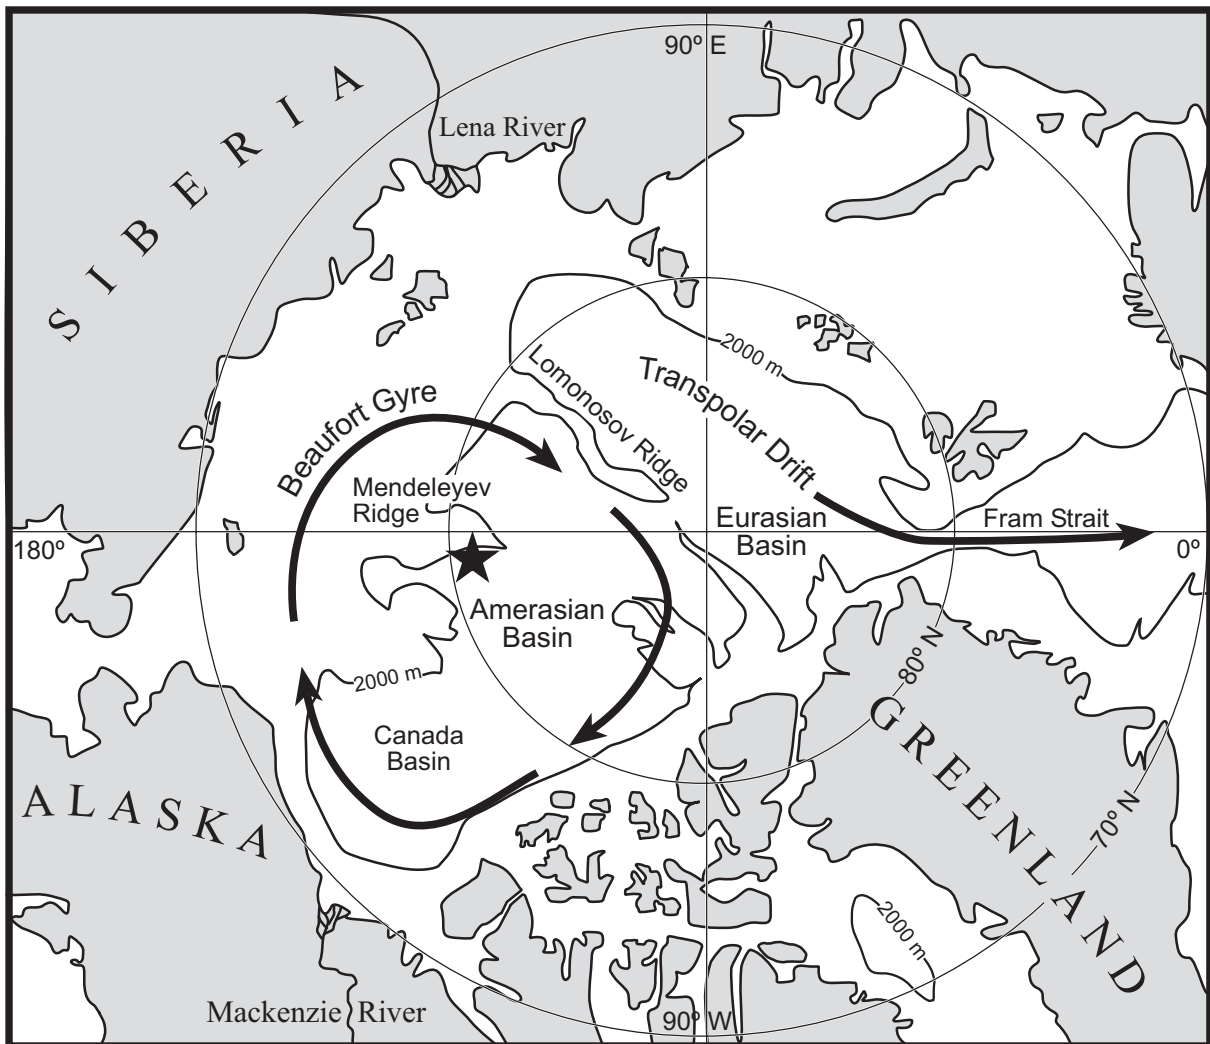 90º E
Lena River
SIBERIA
2000 m
Lomonosov Ridge
Transpolar Drift
Beaufort Gyre
Mendeleyev
Ridge
Eurasian
Basin
Fram Strait
180º
0º
Amerasian
Basin
80º N
2000 m
GREENLAND
Canada
Basin
ALASKA
70º N
2000 m
Mackenzie River
90º W